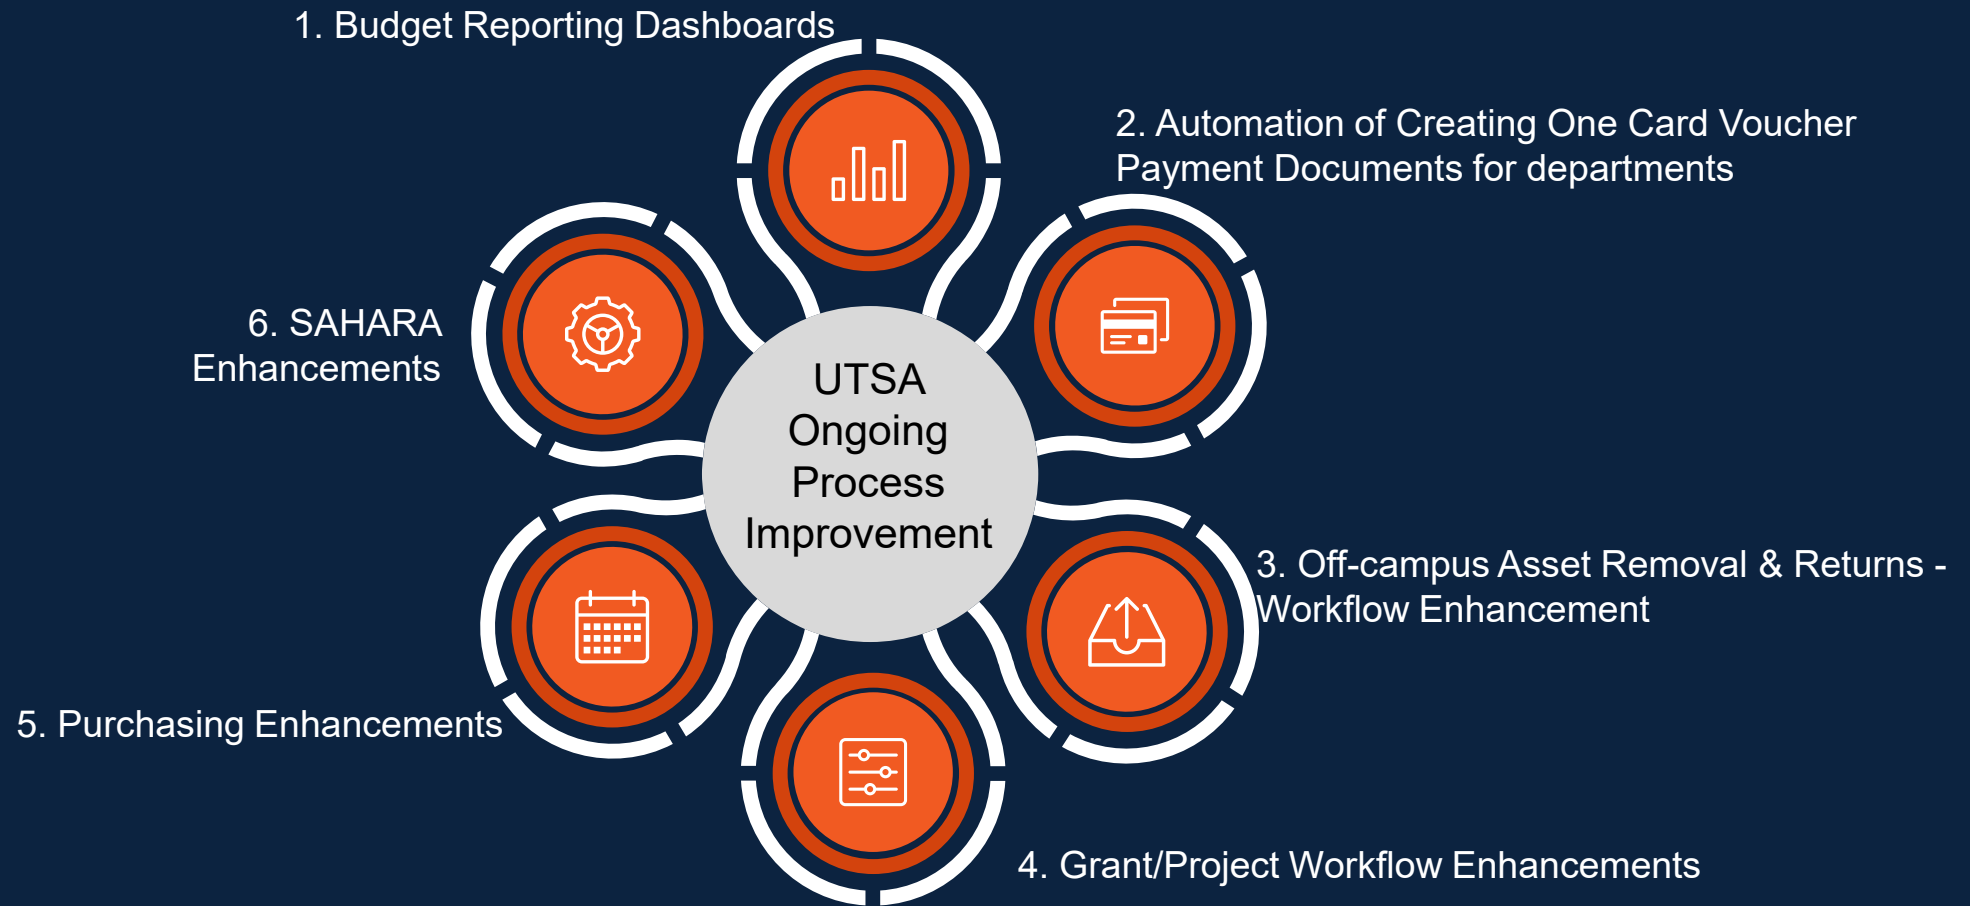 1. Budget Reporting Dashboards
2. Automation of Creating One Card Voucher
Payment Documents for departments
3. Off-campus Asset Removal & Returns -
Workflow Enhancement
4. Grant/Project Workflow Enhancements
5. Purchasing Enhancements
6. SAHARA
Enhancements
UTSA
Ongoing
Process
Improvement